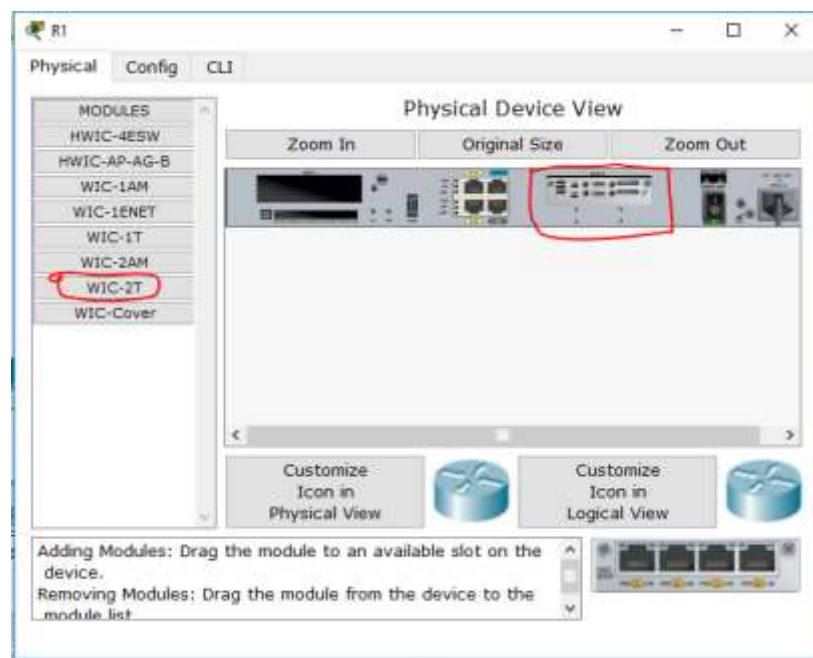 R1
Physical Config CLI
MODULES
HWIC-4ESW
HWIC-AP-AG-B
WIC-1AM
WIC-1ENET
WIC-1T
WIC-2AM
WIC-2T
WIC-Cover
Physical Device View
Zoom In Original Size Zoom Out
Customize
Icon in
Physical View
Customize
Icon in
Logical View
Adding Modules: Drag the module to an available slot on the
device.
Removing Modules: Drag the module from the device to the
module list